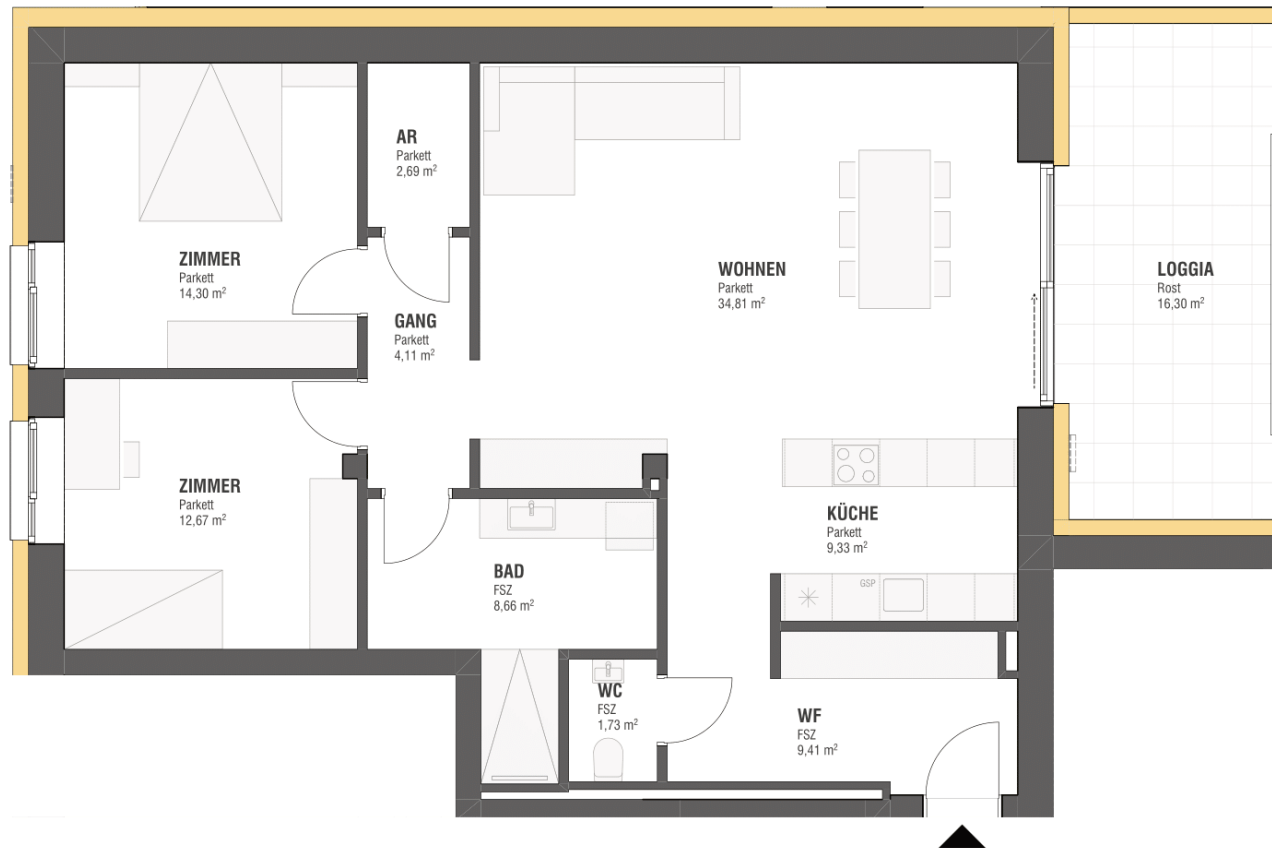 AR
Parkett
2,69 m²
ZIMMER
Parkett
14,30 m²
WOHNEN
Parkett
34,81 m²
LOGGIA
Rost
16,30 m²
GANG
Parkett
4,11 m²
ZIMMER
Parkett
12,67 m²
KÜCHE
Parkett
9,33 m²
BAD
FSZ
8,66 m²
GSP
WC
FSZ
1,73 m²
WF
FSZ
9,41 m²